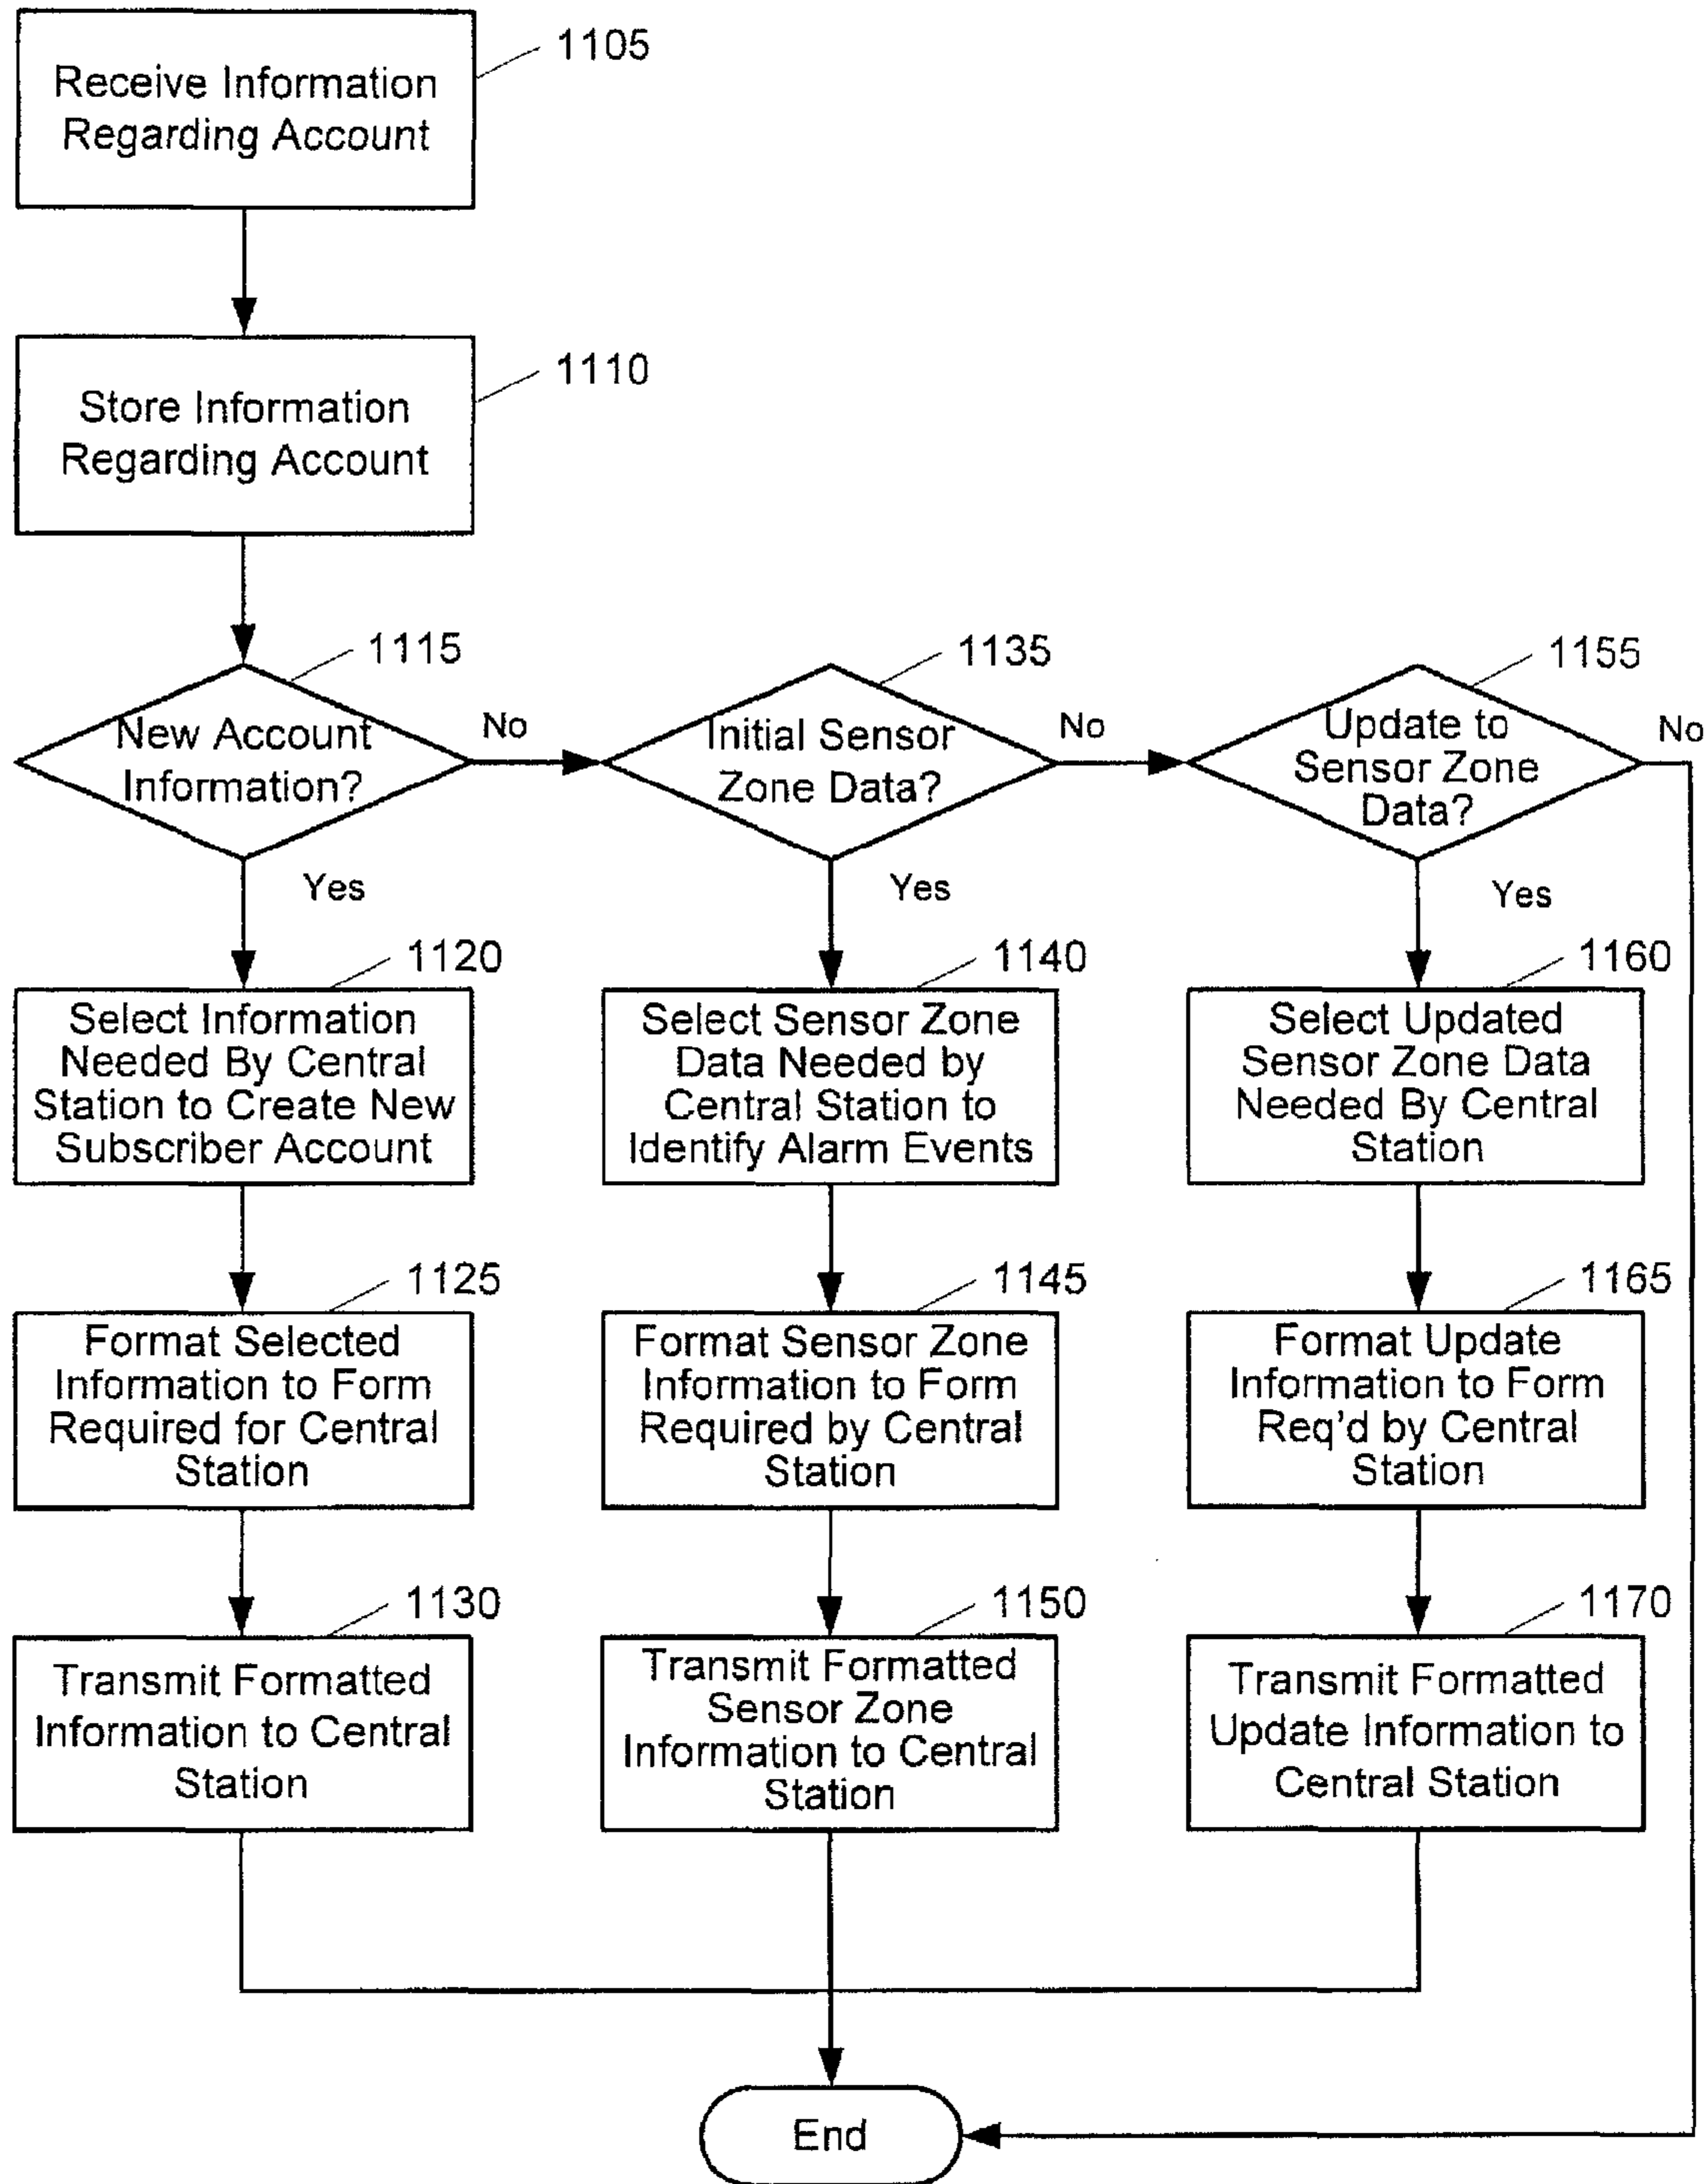 1105
Receive Information
Regarding Account
1110
Store Information
Regarding Account
1115
New Account
Information?
No
Yes
1135
Initial Sensor
Zone Data?
No
Yes
1155
Update to
Sensor Zone
Data?
No
Yes
1120
Select Information
Needed By Central
Station to Create New
Subscriber Account
1140
Select Sensor Zone
Data Needed by
Central Station to
Identify Alarm Events
1160
Select Updated
Sensor Zone Data
Needed By Central
Station
1125
Format Selected
Information to Form
Required for Central
Station
1145
Format Sensor Zone
Information to Form
Required by Central
Station
1165
Format Update
Information to Form
Req'd by Central
Station
1130
Transmit Formatted
Information to Central
Station
1150
Transmit Formatted
Sensor Zone
Information to Central
Station
1170
Transmit Formatted
Update Information to
Central Station
End